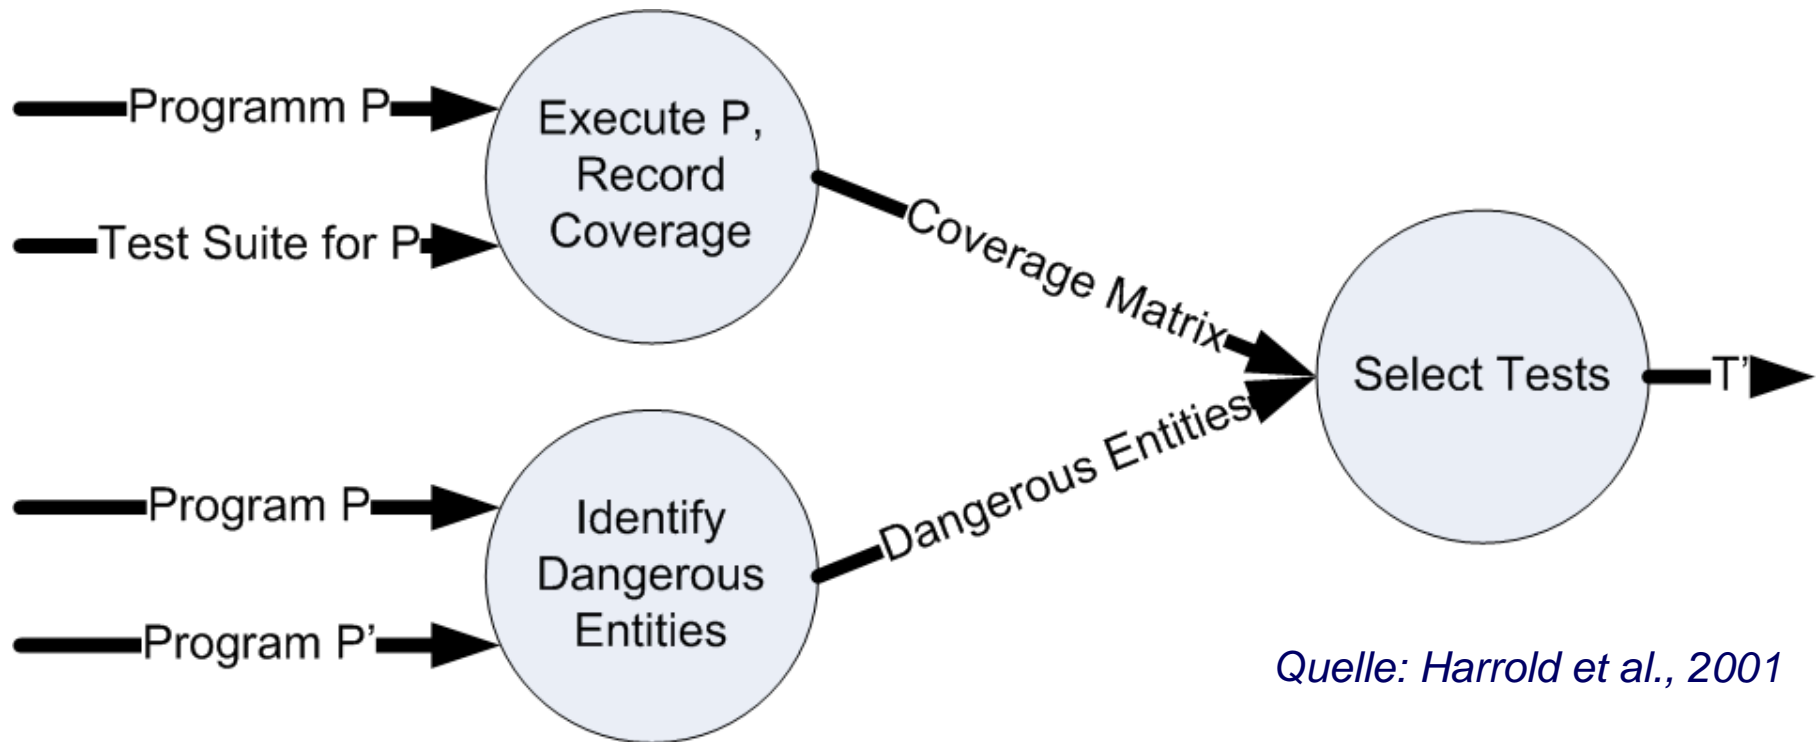 Programm P
Test Suite for P
Execute P,
Record
Coverage
Coverage Matrix
Program P
Program P’
Identify
Dangerous
Entities
Dangerous Entities
Select Tests
T’
Quelle: Harrold et al., 2001